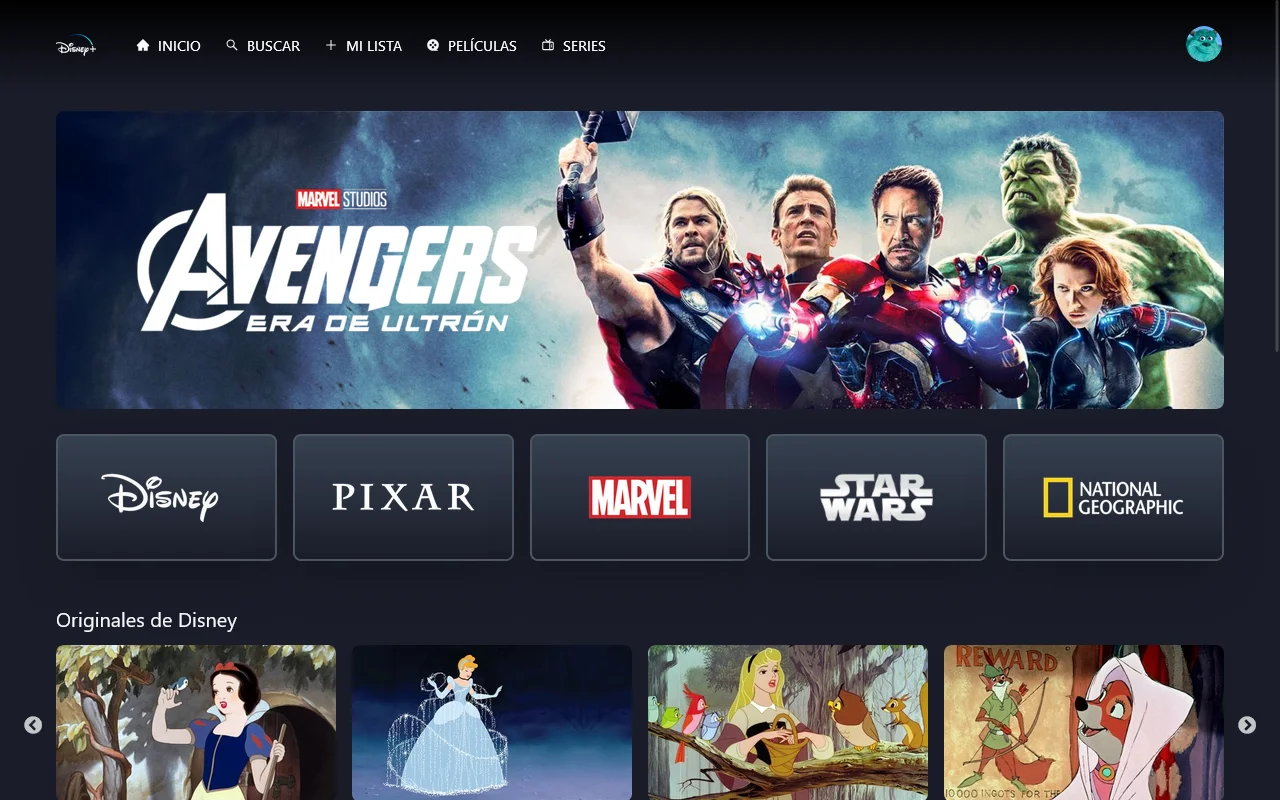 Disney+
INICIO
BUSCAR
MI LISTA
PELÍCULAS
SERIES
MARVEL STUDIOS
AVENGERS
ERA DE ULTRÓN
Disney
PIXAR
MARVEL
STAR
WARS
NATIONAL
GEOGRAPHIC
Originales de Disney
REWARD
10000 INGOTS FOR THE